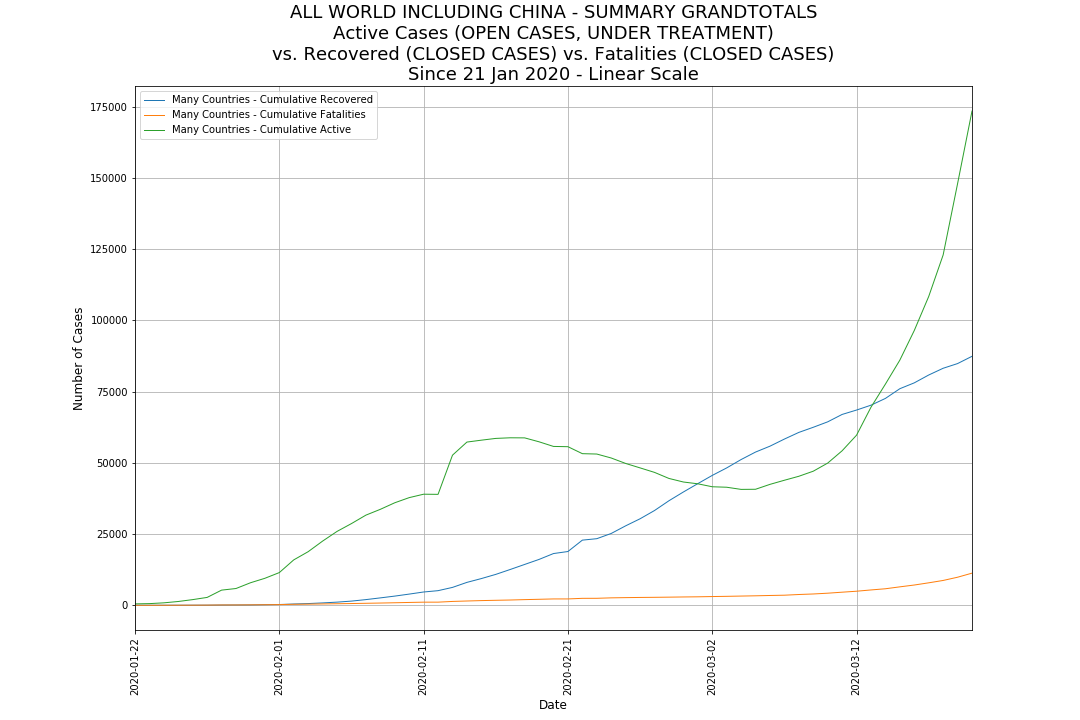 ALL WORLD INCLUDING CHINA - SUMMARY GRANDTOTALS
Active Cases (OPEN CASES, UNDER TREATMENT)
vs. Recovered (CLOSED CASES) vs. Fatalities (CLOSED CASES)
Since 21 Jan 2020 - Linear Scale
Many Countries - Cumulative Recovered
Many Countries - Cumulative Fatalities
Many Countries - Cumulative Active
175000
150000
125000
100000
75000
50000
25000
0
Number of Cases
2020-01-22
2020-02-01
2020-02-11
2020-02-21
2020-03-02
2020-03-12
Date